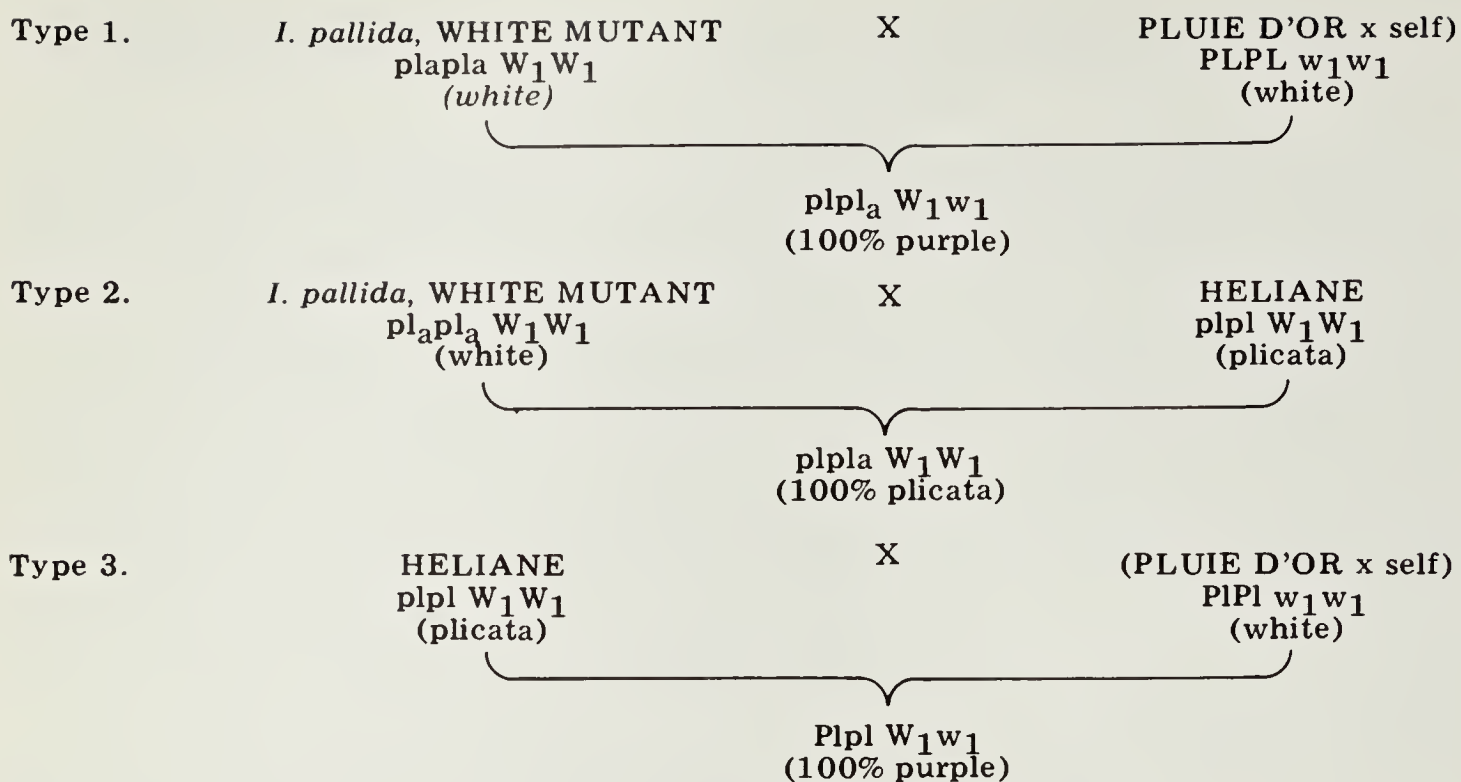 Type 1. I. pallida, WHITE MUTANT X PLUIE D'OR x self)
plapla W1W1 PLPL w1w1
(white) (white)
plpla W1w1
(100% purple)
Type 2. I. pallida, WHITE MUTANT X HELIANE
plapla W1W1 plpl W1W1
(white) (plicata)
plpla W1W1
(100% plicata)
Type 3. HELIANE X (PLUIE D'OR x self)
plpl W1W1 PlPl w1w1
(plicata) (white)
Plpl W1w1
(100% purple)